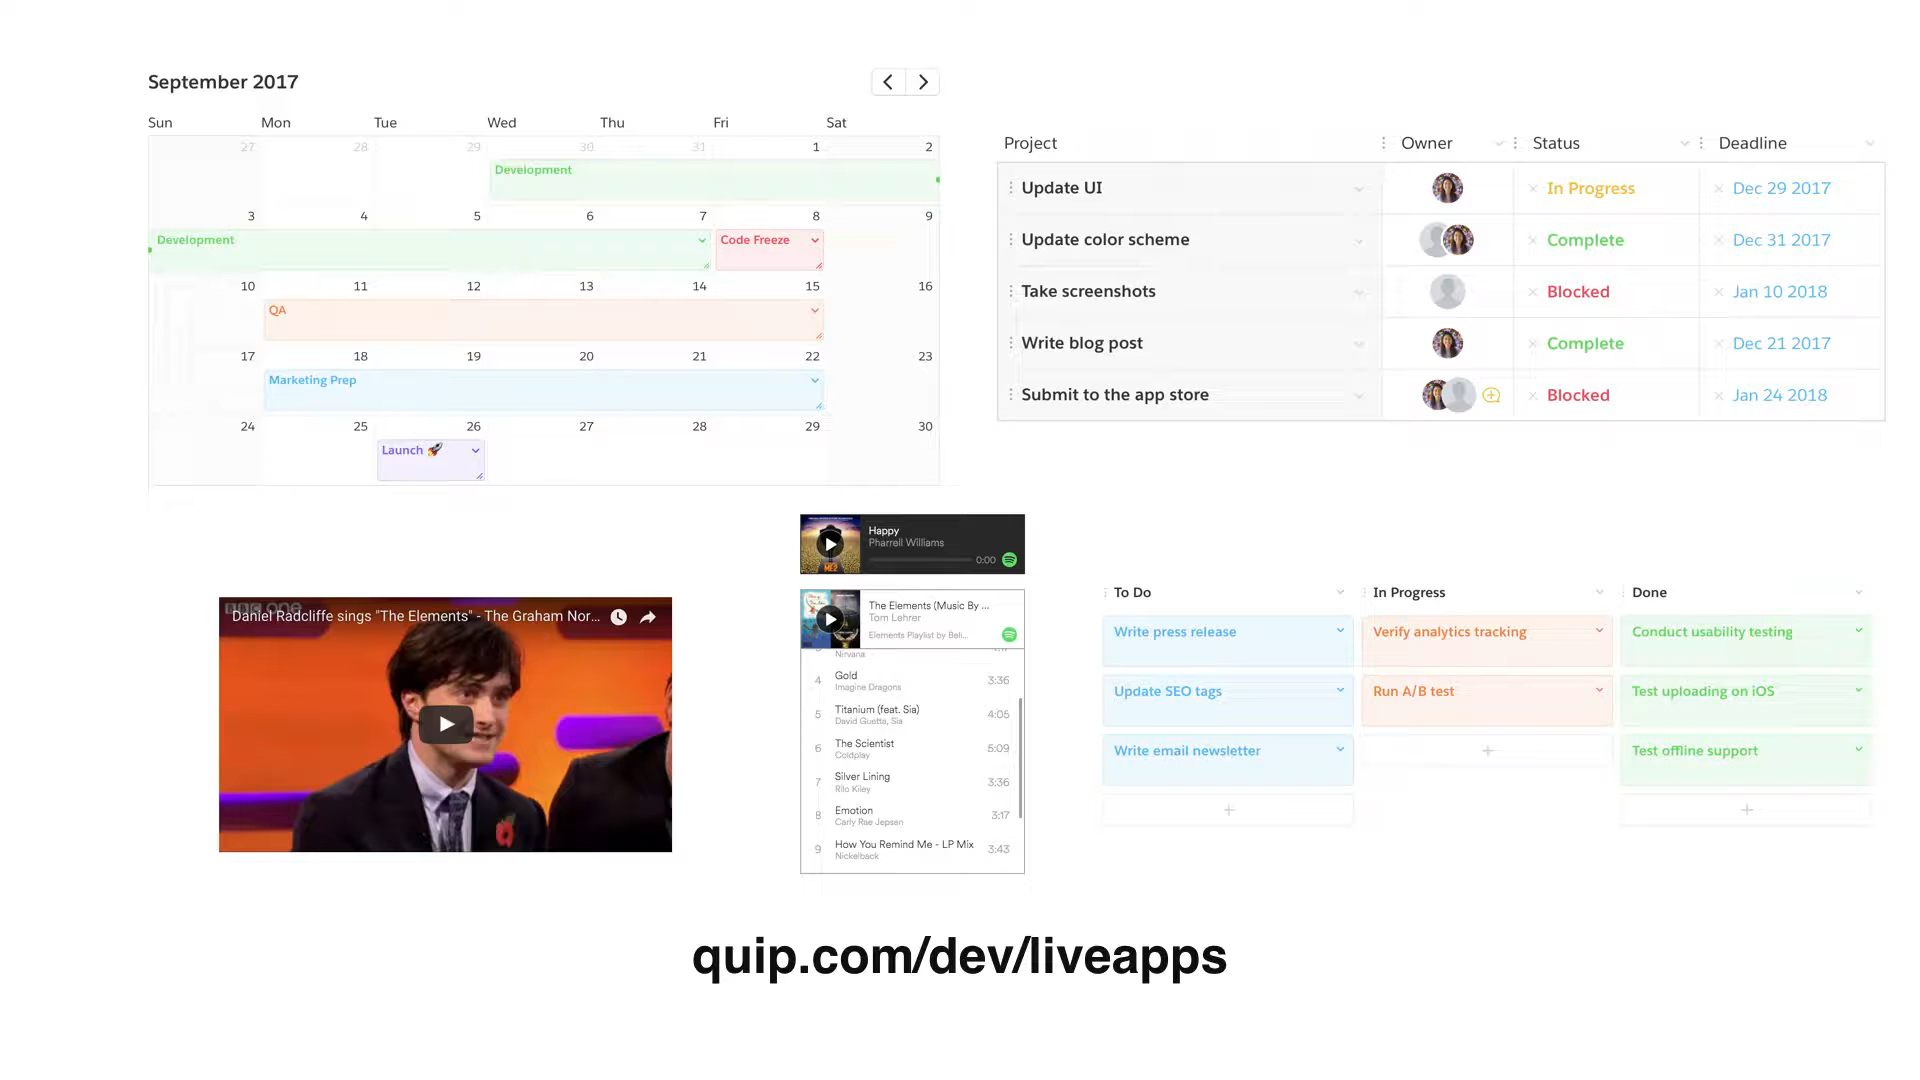 September 2017
Sun Mon Tue Wed Thu Fri Sat
27 28 29 30 31 1 2
Development
3 4 5 6 7 8 9
Development Code Freeze
10 11 12 13 14 15 16
QA
17 18 19 20 21 22 23
Marketing Prep
24 25 26 27 28 29 30
Launch 🚀
Project Owner Status Deadline
Update UI In Progress Dec 29 2017
Update color scheme Complete Dec 31 2017
Take screenshots Blocked Jan 10 2018
Write blog post Complete Dec 21 2017
Submit to the app store Blocked Jan 24 2018
Daniel Radcliffe sings "The Elements" - The Graham Nor...
Happy
Pharrell Williams
0:00
The Elements (Music By ...
Tom Lehrer
Elements Playlist by Beli...
Nirvana
4 Gold 3:36
Imagine Dragons
5 Titanium (feat. Sia) 4:05
David Guetta, Sia
6 The Scientist 5:09
Coldplay
7 Silver Lining 3:36
Rilo Kiley
8 Emotion 3:17
Carly Rae Jepsen
9 How You Remind Me - LP Mix 3:43
Nickelback
To Do In Progress Done
Write press release Verify analytics tracking Conduct usability testing
Update SEO tags Run A/B test Test uploading on iOS
Write email newsletter Test offline support
quip.com/dev/liveapps